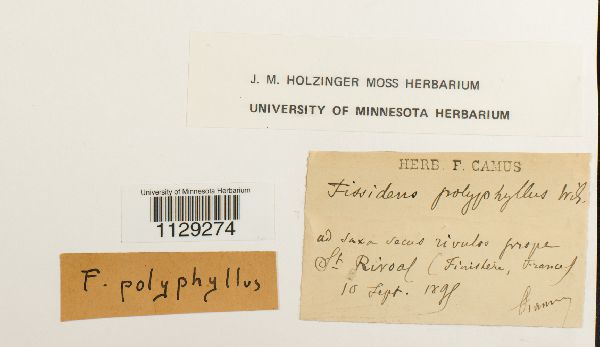 J. M. HOLZINGER MOSS HERBARIUM
UNIVERSITY OF MINNESOTA HERBARIUM
HERB. F. CAMUS
Fissidens polyphyllus Wils.
ad saxa secus rivulos prope
St Rivoal (Finistère, France)
10 Sept. 1895
Camus
University of Minnesota Herbarium
1129274
F. polyphyllus